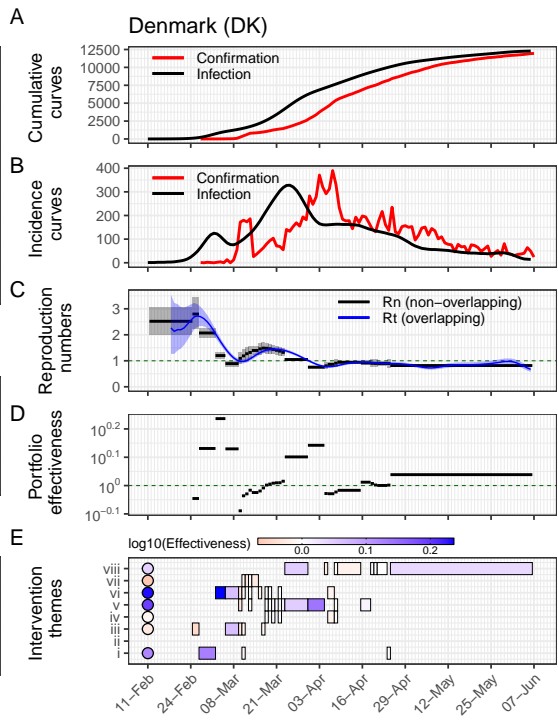 A
Denmark (DK)
Cumulative
curves
12500
10000
7500
5000
2500
0
Confirmation
Infection
B
Incidence
curves
400
300
200
100
0
Confirmation
Infection
C
Reproduction
numbers
3
2
1
0
Rn (non−overlapping)
Rt (overlapping)
D
Portfolio
effectiveness
10^0.2
10^0.1
10^0
10^−0.1
E
log10(Effectiveness)
0.0 0.1 0.2
Intervention
themes
viii
vii
vi
v
iv
iii
ii
i
11−Feb 24−Feb 08−Mar 21−Mar 03−Apr 16−Apr 29−Apr 12−May 25−May 07−Jun